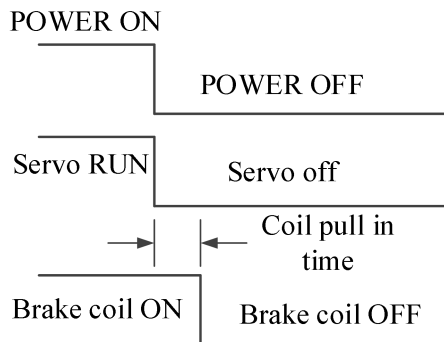 POWER ON
POWER OFF
Servo RUN
Servo off
Coil pull in
time
Brake coil ON
Brake coil OFF